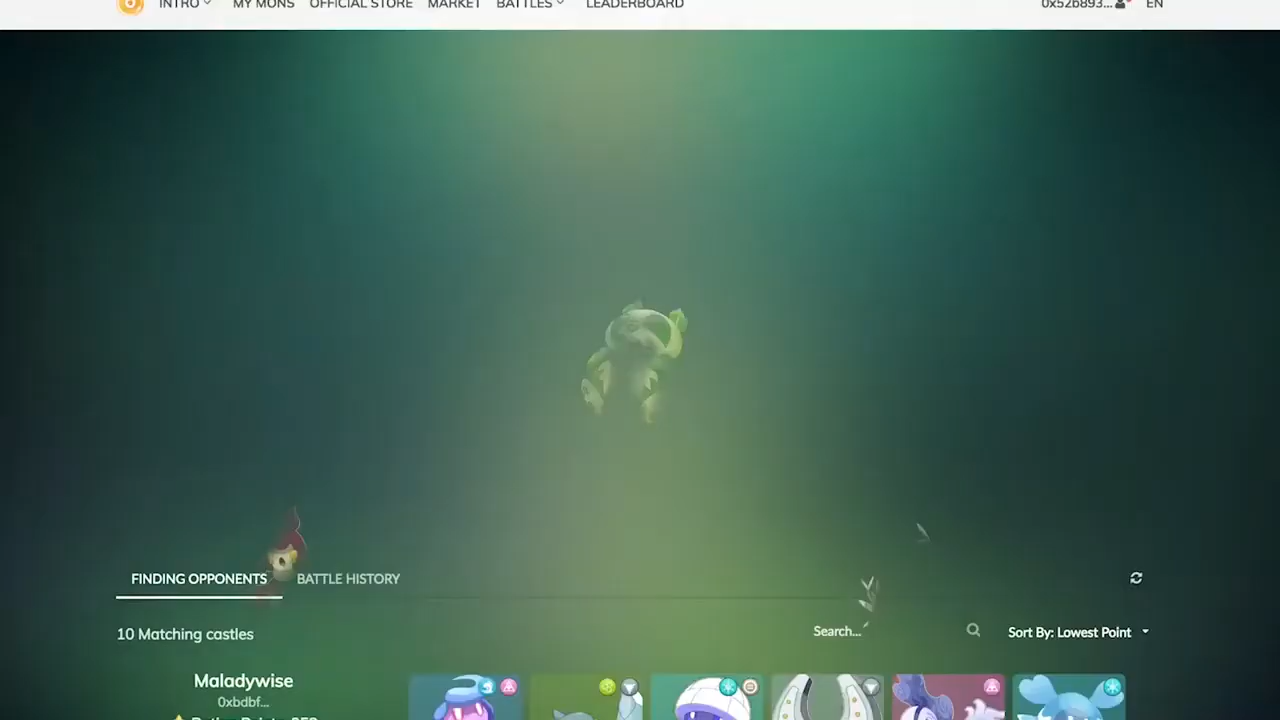 INTRO MY MONS OFFICIAL STORE MARKET BATTLES LEADERBOARD 0x52b893... EN
FINDING OPPONENTS BATTLE HISTORY
10 Matching castles Search... Sort By: Lowest Point
Maladywise
0xbdbf...